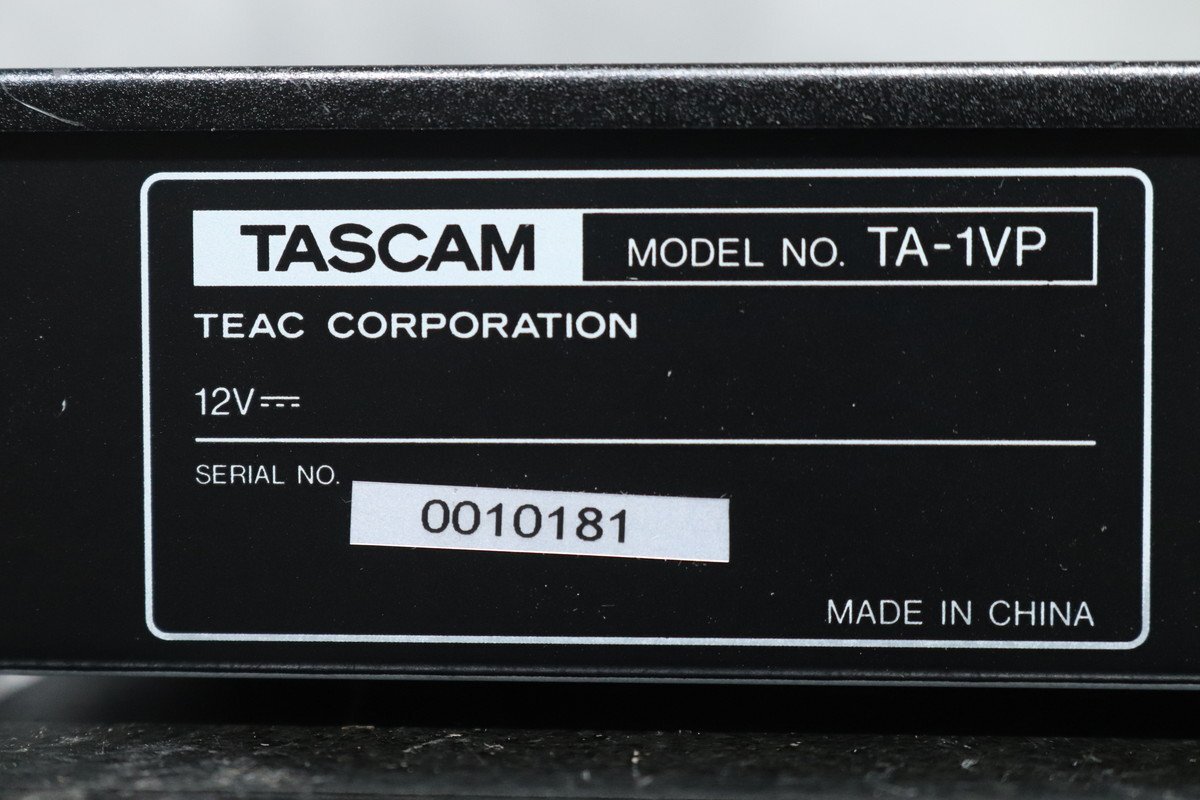 TASCAM MODEL NO. TA-1VP
TEAC CORPORATION
12V⎓
SERIAL NO. 0010181
MADE IN CHINA